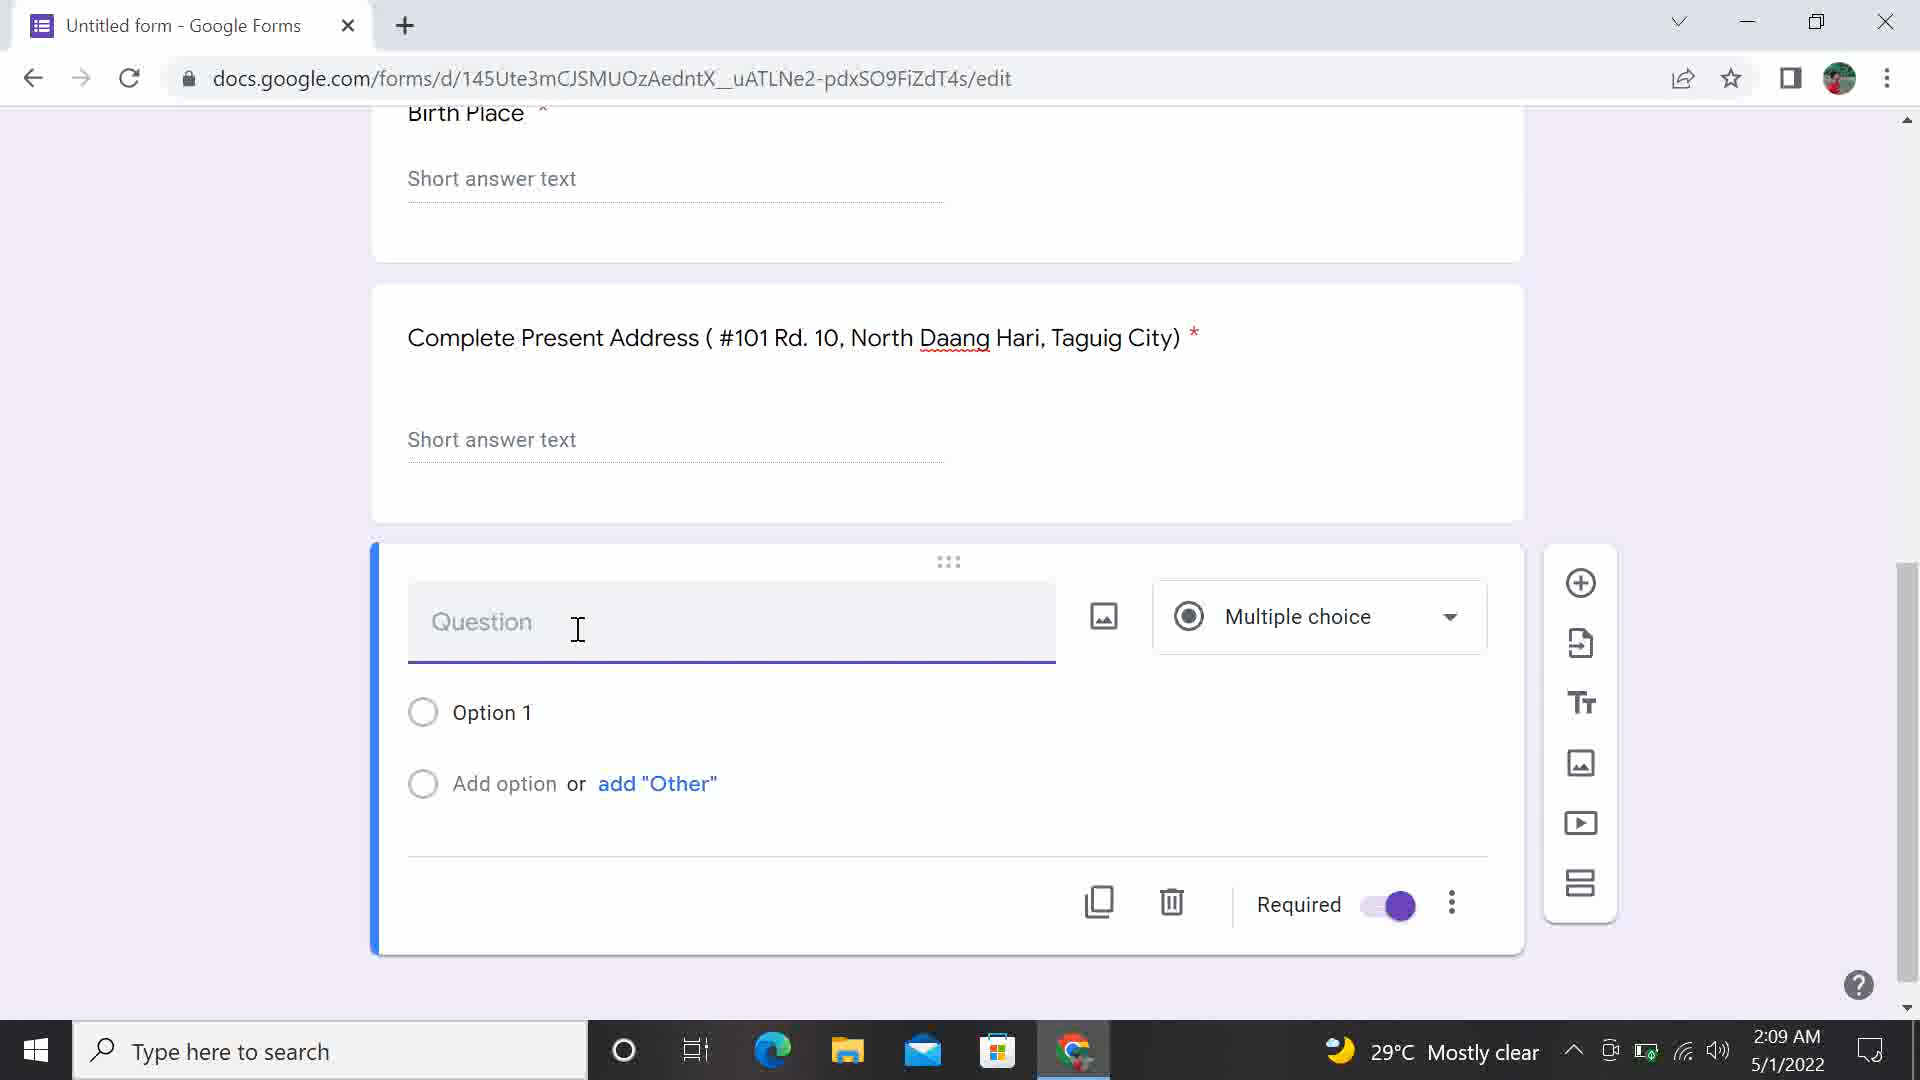 Untitled form - Google Forms
docs.google.com/forms/d/145Ute3mCJSMUOzAedntX__uATLNe2-pdxSO9FiZdT4s/edit
Birth Place *
Short answer text
Complete Present Address ( #101 Rd. 10, North Daang Hari, Taguig City) *
Short answer text
Question
Multiple choice
Option 1
Add option or add "Other"
Required
Type here to search
29°C Mostly clear
2:09 AM
5/1/2022